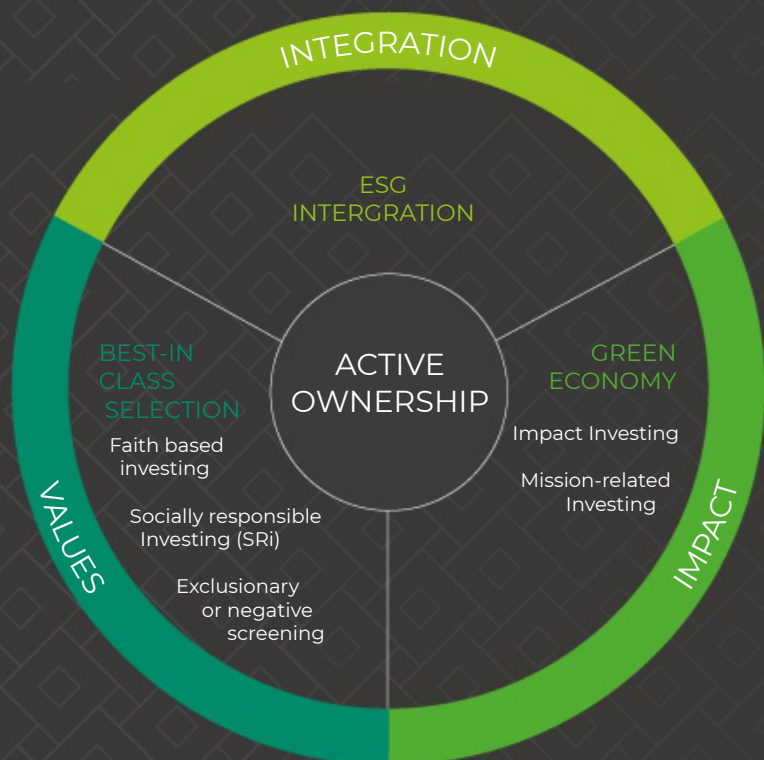 INTEGRATION
ESG
INTERGRATION
BEST-IN
CLASS
SELECTION
Faith based
investing
Socially responsible
Investing (SRi)
Exclusionary
or negative
screening
VALUES
ACTIVE
OWNERSHIP
GREEN
ECONOMY
Impact Investing
Mission-related
Investing
IMPACT